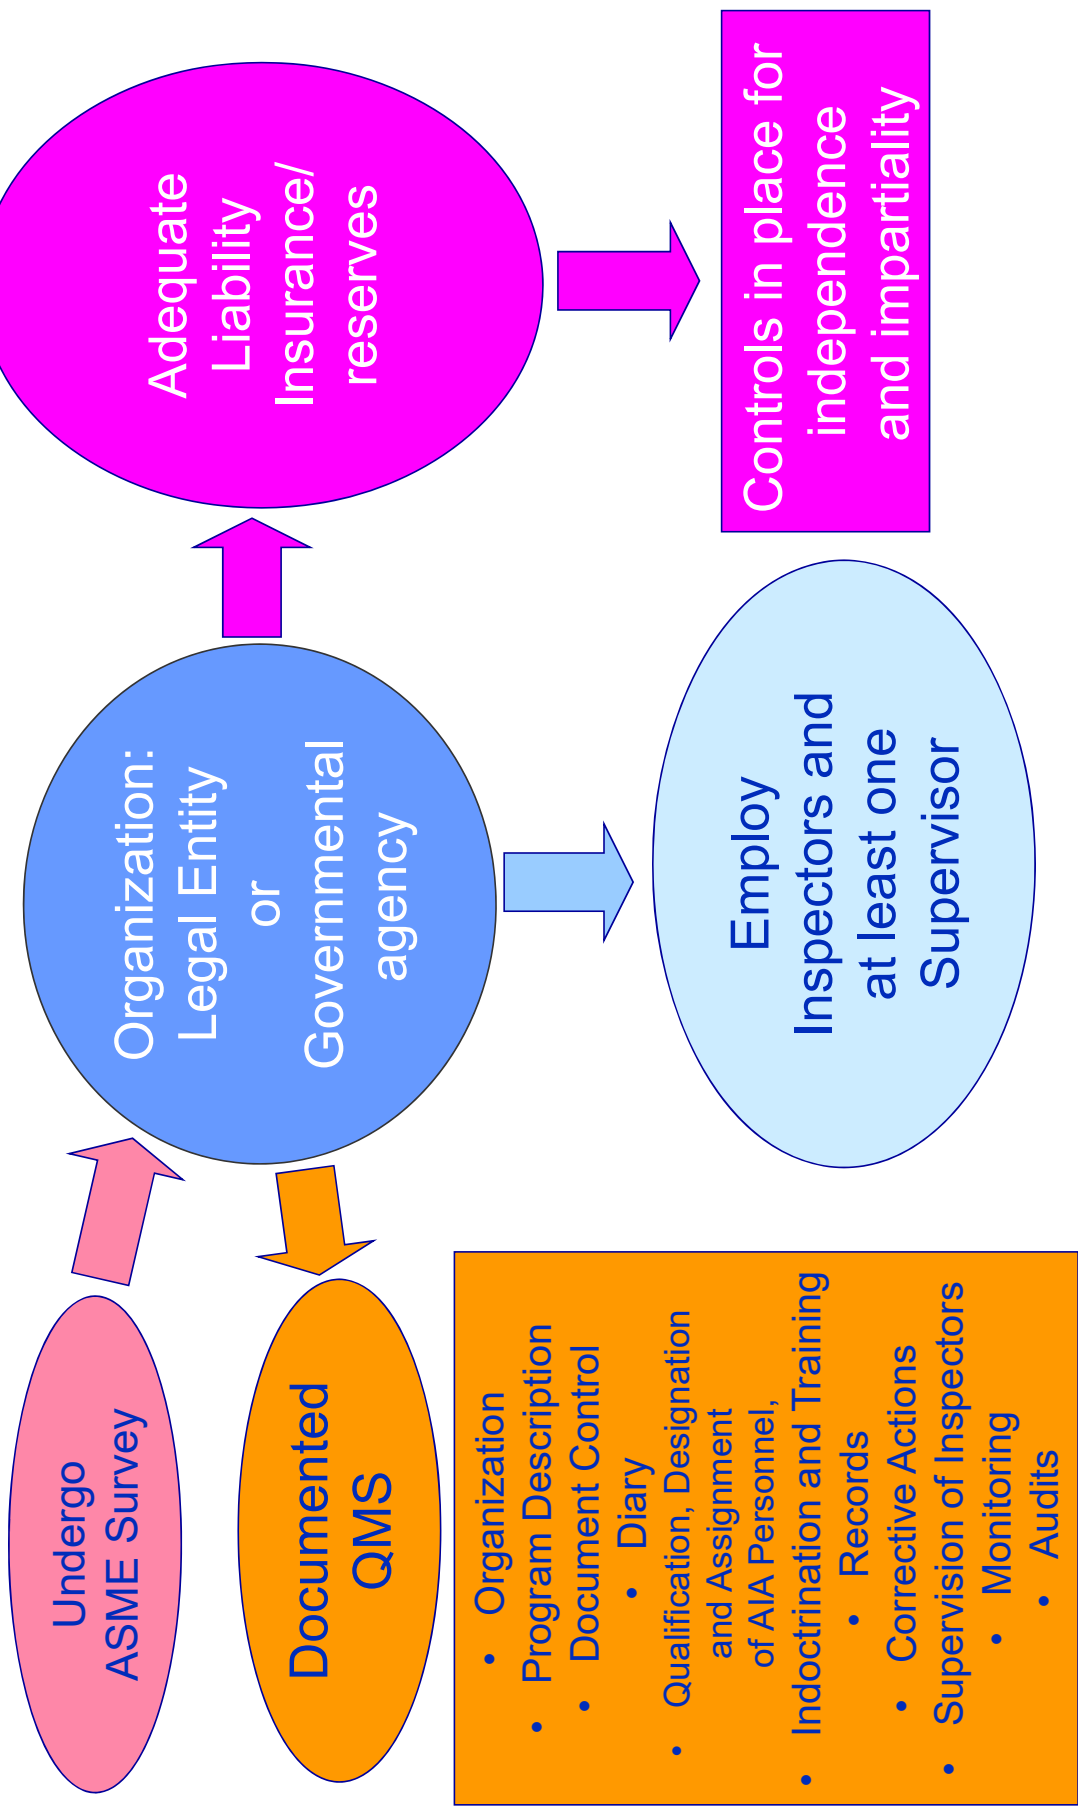 Undergo
ASME Survey
Organization:
Legal Entity
or
Governmental
agency
Adequate
Liability
Insurance/
reserves
Documented
QMS
• Organization
• Program Description
• Document Control
• Diary
• Qualification, Designation
and Assignment
of AIA Personnel,
• Indoctrination and Training
• Records
• Corrective Actions
• Supervision of Inspectors
• Monitoring
• Audits
Employ
Inspectors and
at least one
Supervisor
Controls in place for
independence
and impartiality